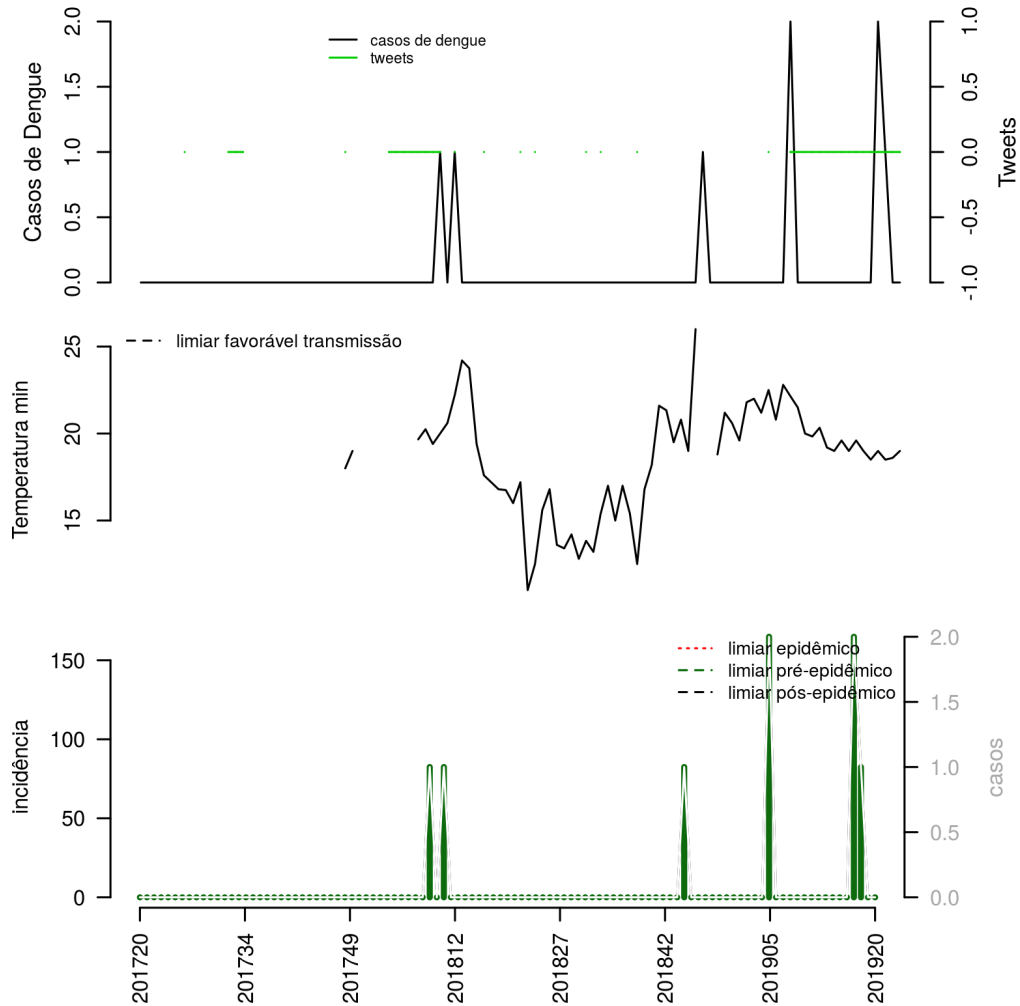 casos de dengue
tweets
Casos de Dengue
0.0 0.5 1.0 1.5 2.0
Tweets
-1.0 -0.5 0.0 0.5 1.0
limiar favorável transmissão
Temperatura min
15 20 25
limiar epidêmico
limiar pré-epidêmico
limiar pós-epidêmico
incidência
150
100
50
0
casos
2.0
1.5
1.0
0.5
0.0
201720 201734 201749 201812 201827 201842 201905 201920